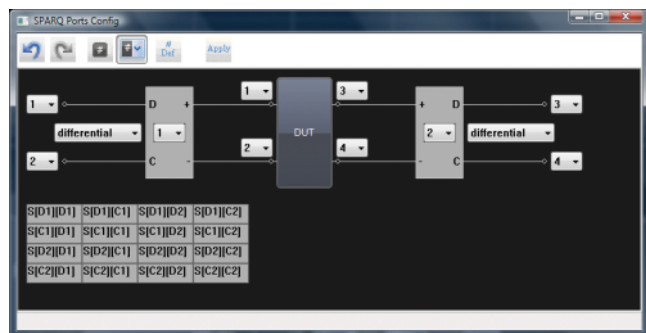 SPARQ Ports Config
# Def Apply
1 3
1 D + + D 3
differential 1 DUT 2 differential
2 4
2 C - - C 4
S[D1][D1] S[D1][C1] S[D1][D2] S[D1][C2]
S[C1][D1] S[C1][C1] S[C1][D2] S[C1][C2]
S[D2][D1] S[D2][C1] S[D2][D2] S[D2][C2]
S[C2][D1] S[C2][C1] S[C2][D2] S[C2][C2]